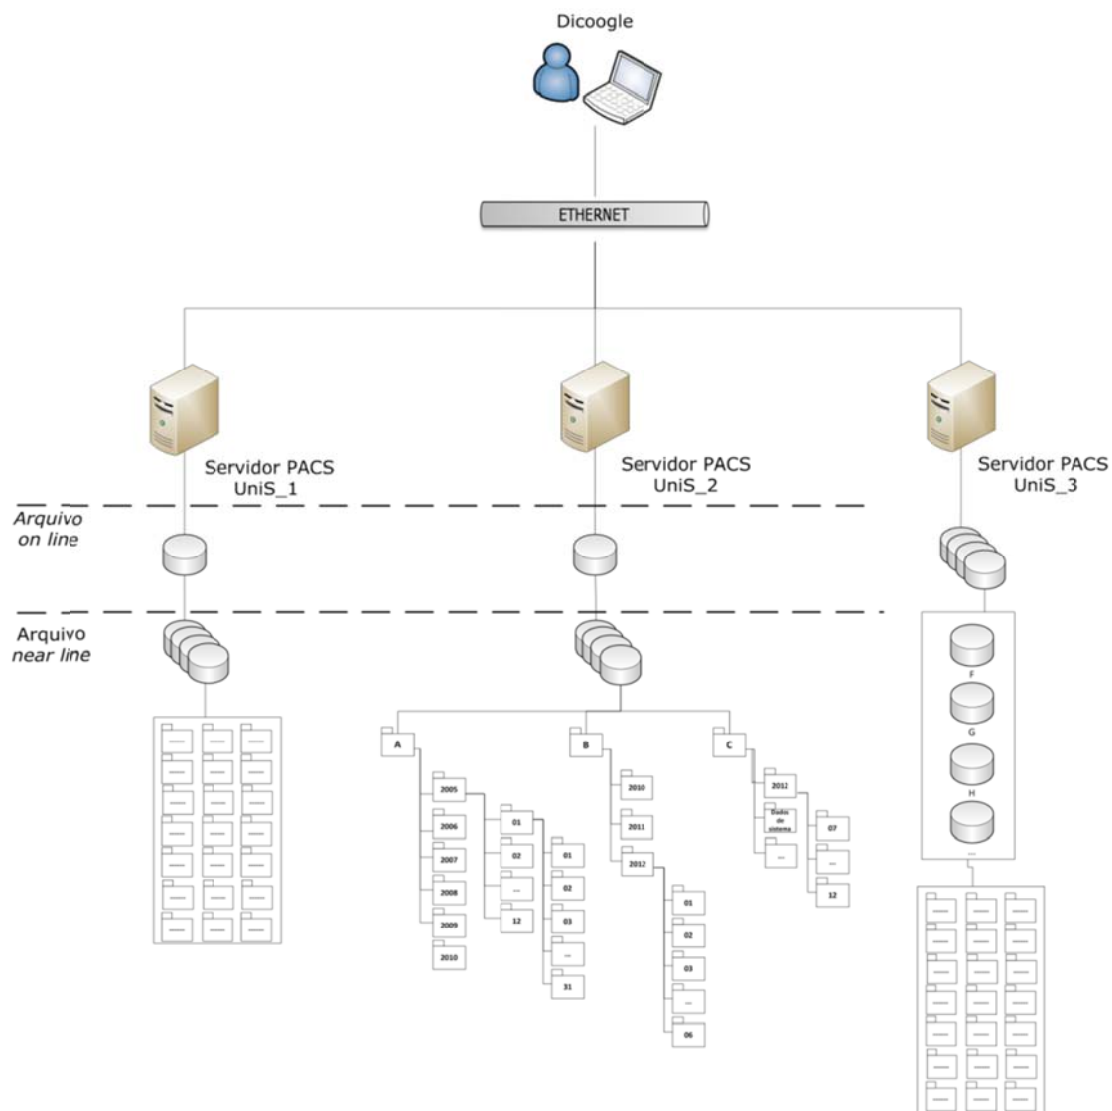 Dicoogle
ETHERNET
Servidor PACS
UniS_1
Servidor PACS
UniS_2
Servidor PACS
UniS_3
Arquivo
on line
Arquivo
near line
A
2005
2006
2007
2008
2009
2010
01
02
...
12
01
02
03
...
31
B
2010
2011
2012
01
02
03
...
06
C
2012
Dados
de
sistema
...
07
...
12
F
G
H
...